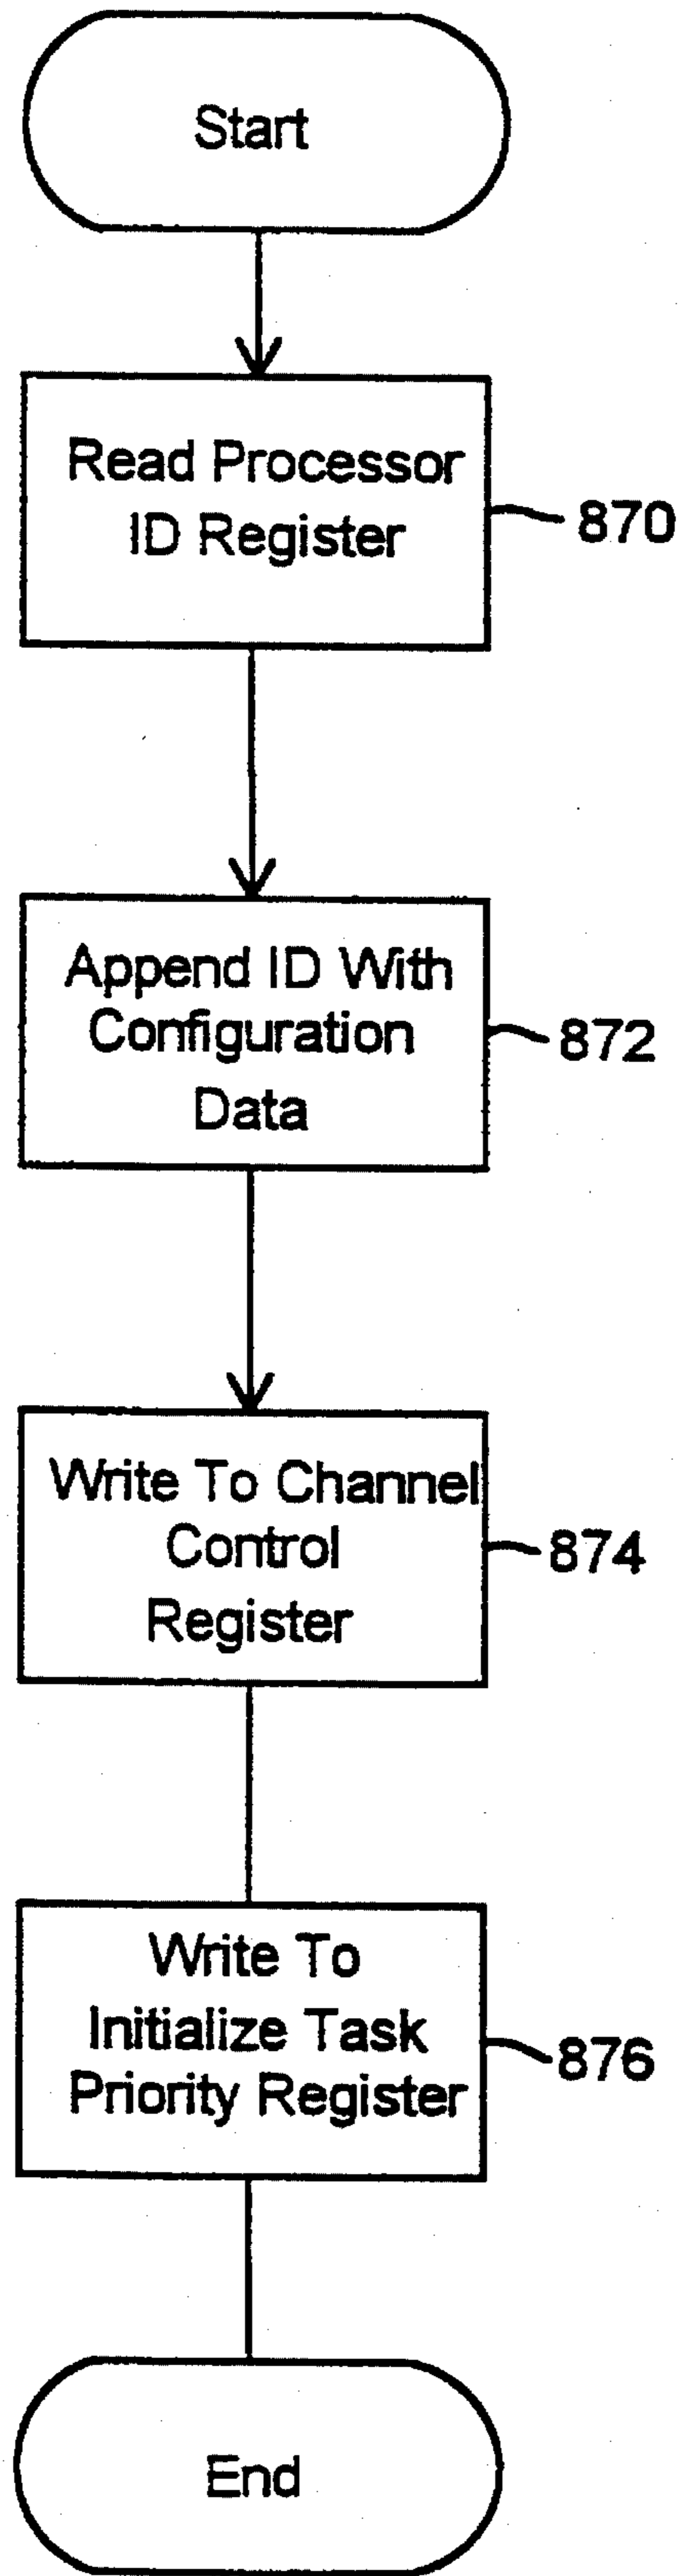 Start
Read Processor
ID Register
870
Append ID With
Configuration
Data
872
Write To Channel
Control
Register
874
Write To
Initialize Task
Priority Register
876
End